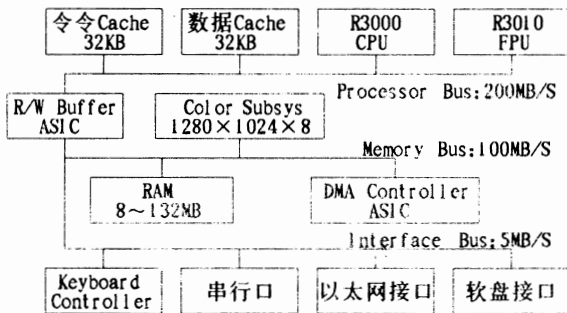 令令Cache
32KB
数据Cache
32KB
R3000
CPU
R3010
FPU
Processor Bus:200MB/S
R/W Buffer
ASIC
Color Subsys
1280×1024×8
Memory Bus:100MB/S
RAM
8～132MB
DMA Controller
ASIC
Interface Bus:5MB/S
Keyboard
Controller
串行口
以太网接口
软盘接口